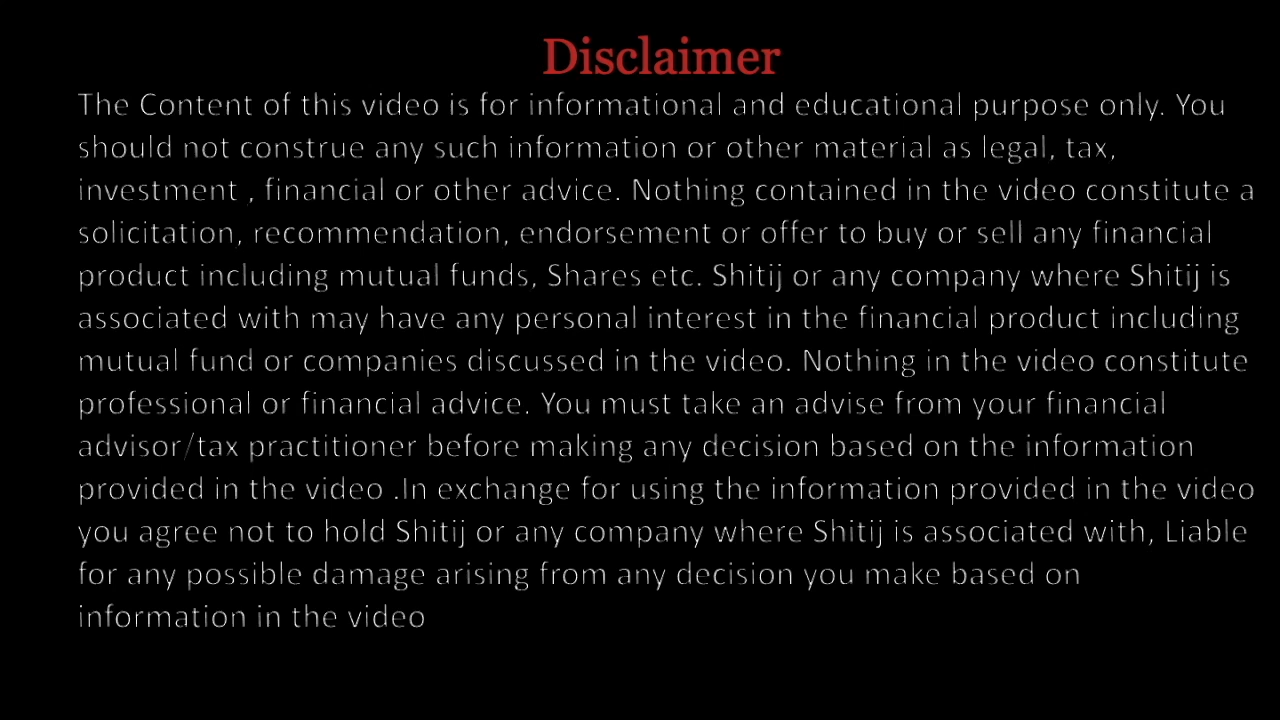 Disclaimer
The Content of this video is for informational and educational purpose only. You
should not construe any such information or other material as legal, tax,
investment , financial or other advice. Nothing contained in the video constitute a
solicitation, recommendation, endorsement or offer to buy or sell any financial
product including mutual funds, Shares etc. Shitij or any company where Shitij is
associated with may have any personal interest in the financial product including
mutual fund or companies discussed in the video. Nothing in the video constitute
professional or financial advice. You must take an advise from your financial
advisor/tax practitioner before making any decision based on the information
provided in the video .In exchange for using the information provided in the video
you agree not to hold Shitij or any company where Shitij is associated with, Liable
for any possible damage arising from any decision you make based on
information in the video